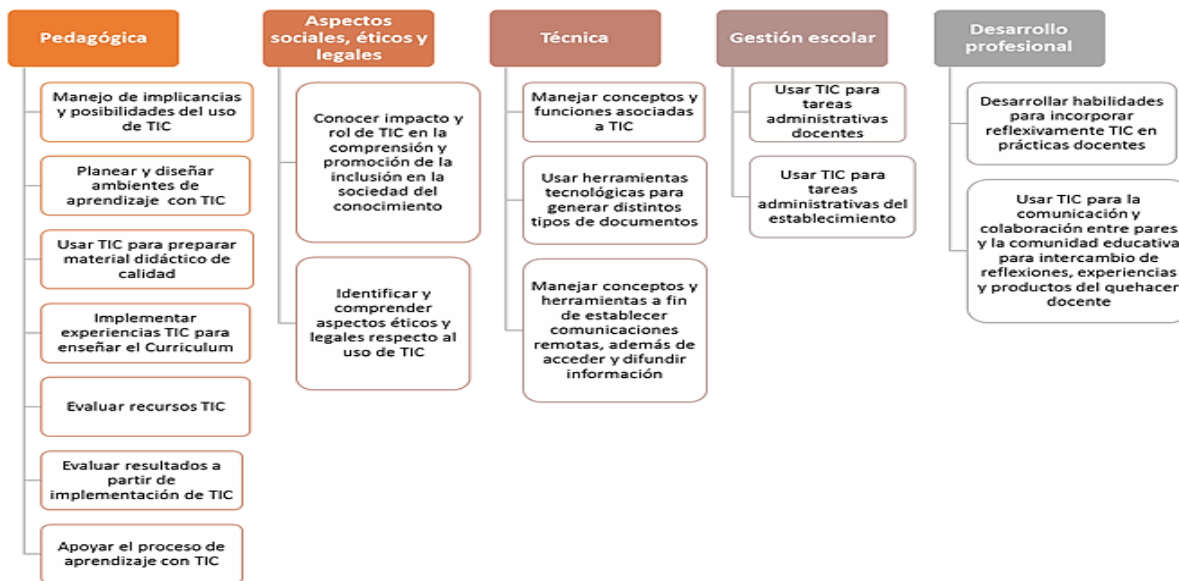 Pedagógica
Manejo de implicancias
y posibilidades del uso
de TIC
Planear y diseñar
ambientes de
aprendizaje con TIC
Usar TIC para preparar
material didáctico de
calidad
Implementar
experiencias TIC para
enseñar el Curriculum
Evaluar recursos TIC
Evaluar resultados a
partir de
implementación de TIC
Apoyar el proceso de
aprendizaje con TIC
Aspectos
sociales, éticos y
legales
Conocer impacto y
rol de TIC en la
comprensión y
promoción de la
inclusión en la
sociedad del
conocimiento
Identificar y
comprender
aspectos éticos y
legales respecto al
uso de TIC
Técnica
Manejar conceptos y
funciones asociadas
a TIC
Usar herramientas
tecnológicas para
generar distintos
tipos de documentos
Manejar conceptos y
herramientas a fin
de establecer
comunicaciones
remotas, además de
acceder y difundir
información
Gestión escolar
Usar TIC para
tareas
administrativas
docentes
Usar TIC para
tareas
administrativas del
establecimiento
Desarrollo
profesional
Desarrollar habilidades
para incorporar
reflexivamente TIC en
prácticas docentes
Usar TIC para la
comunicación y
colaboración entre pares
y la comunidad educativa
para intercambio de
reflexiones, experiencias
y productos del quehacer
docente